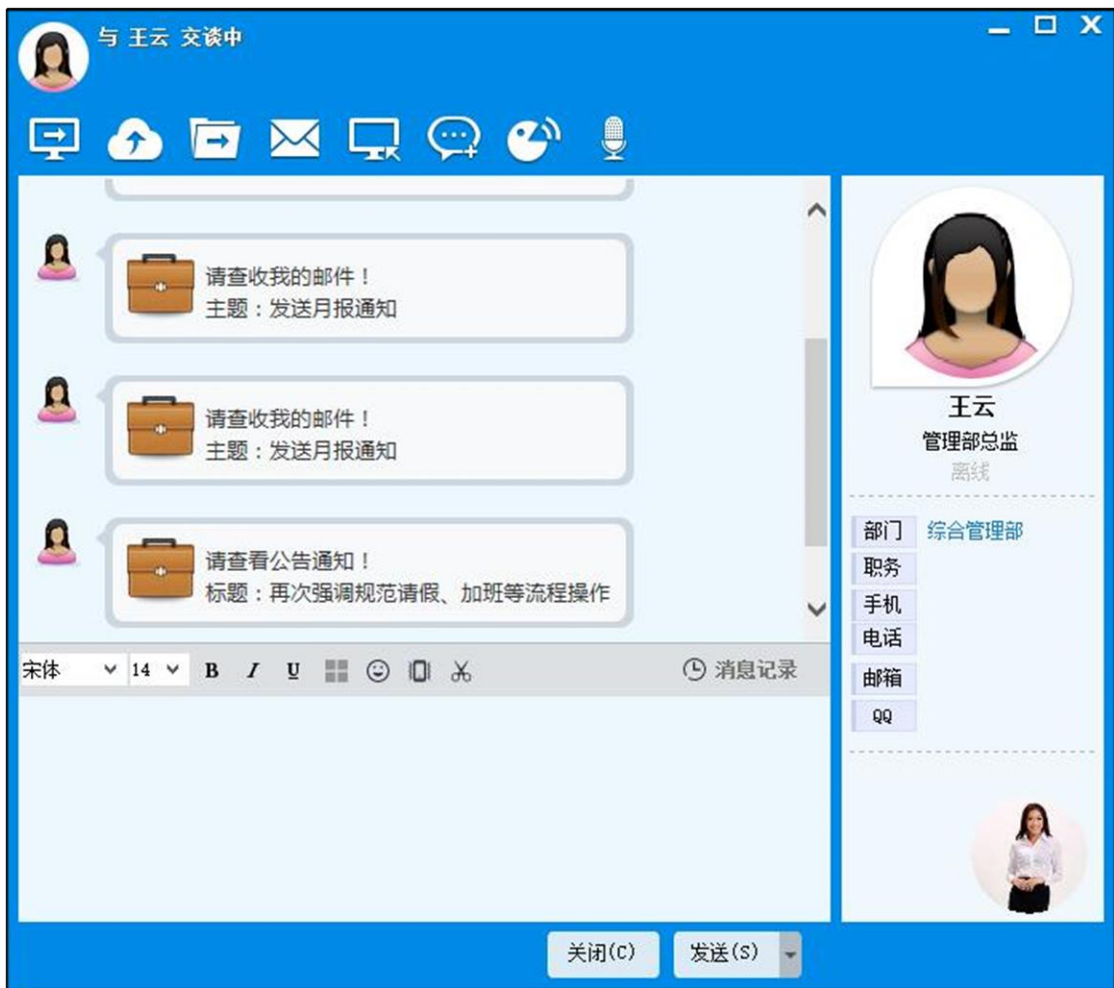 与 王云 交谈中
请查收我的邮件！
主题：发送月报通知
请查收我的邮件！
主题：发送月报通知
请查看公告通知！
标题：再次强调规范请假、加班等流程操作
宋体 14 B I U 消息记录
王云
管理部总监
离线
部门 综合管理部
职务
手机
电话
邮箱
QQ
关闭(C) 发送(S)